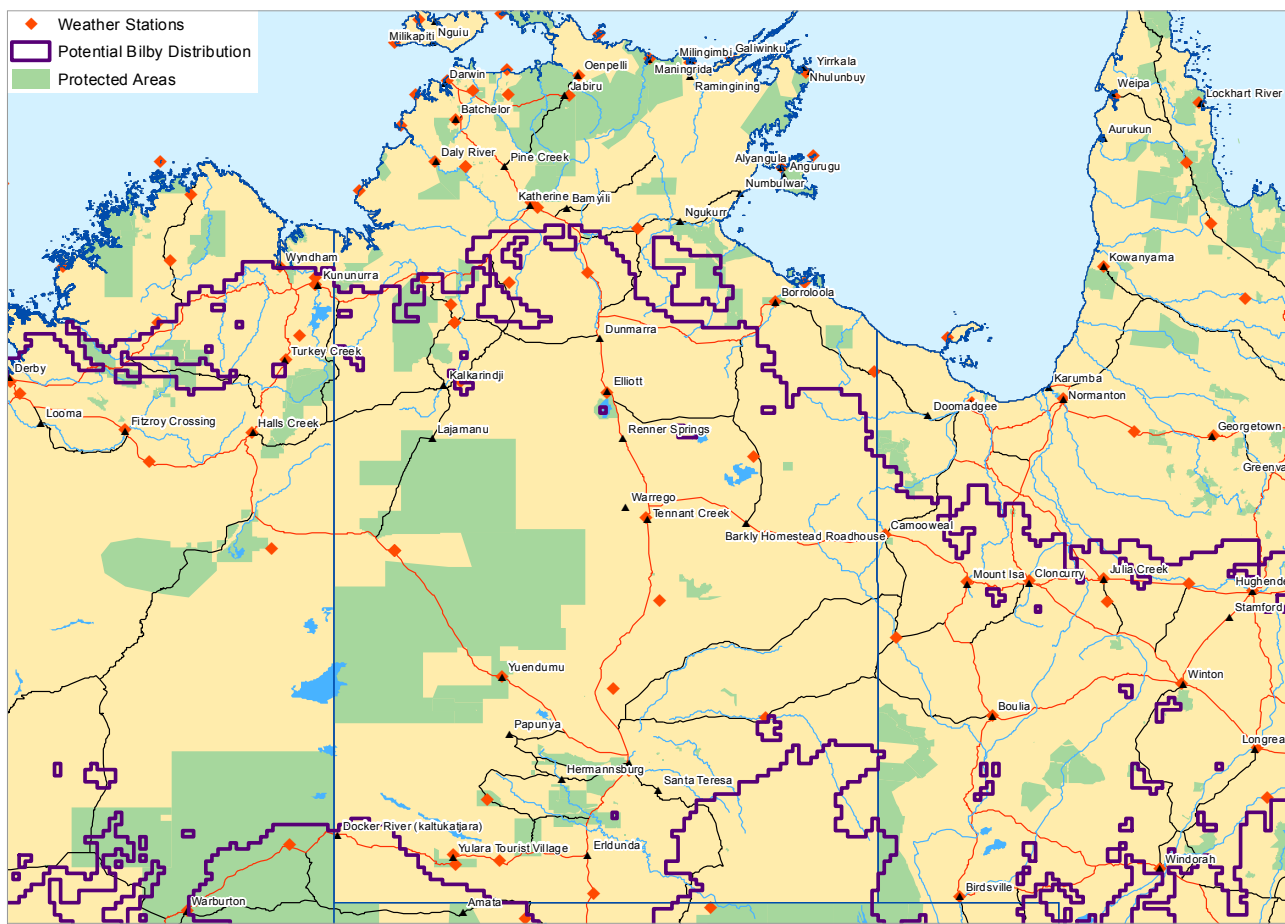 Weather Stations
Potential Bilby Distribution
Protected Areas
Milikapiti
Nguiu
Milingimbi
Galiwinku
Maningrida
Oenpelli
Yirrkala
Nhulunbuy
Darwin
Jabiru
Ramingining
Weipa
Lockhart River
Batchelor
Aurukun
Daly River
Pine Creek
Alyangula
Angurugu
Numbulwar
Katherine
Bamyili
Ngukurr
Wyndham
Kununurra
Kowanyama
Borroloola
Dunmarra
Turkey Creek
Derby
Kalkarindji
Elliott
Karumba
Normanton
Looma
Fitzroy Crossing
Halls Creek
Lajamanu
Renner Springs
Doomadgee
Georgetown
Greenva
Warrego
Tennant Creek
Barkly Homestead Roadhouse
Camooweal
Mount Isa
Cloncurry
Julia Creek
Hughende
Stamford
Yuendumu
Winton
Papunya
Boulia
Longrea
Hermannsburg
Santa Teresa
Docker River (kaltukatjara)
Yulara Tourist Village
Erldunda
Windorah
Warburton
Amata
Birdsville